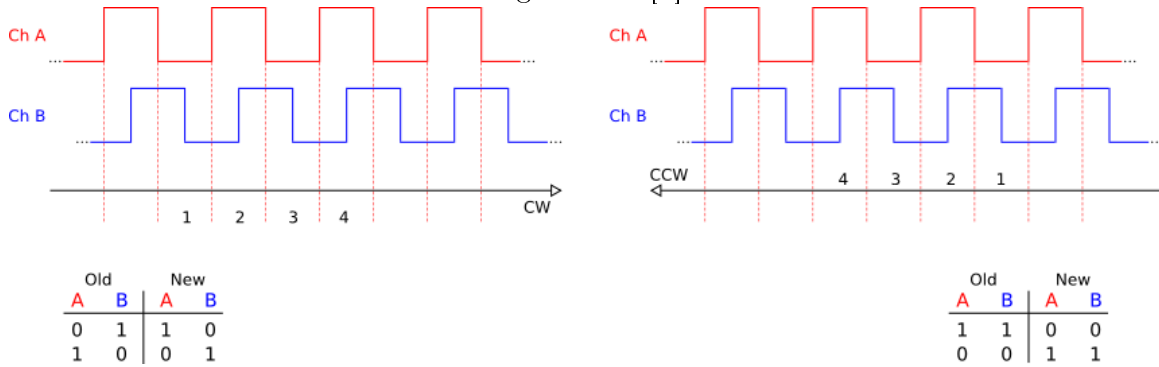 Ch A
Ch B
1 2 3 4
CW
Old New
A B A B
0 1 1 0
1 0 0 1
Ch A
Ch B
CCW
4 3 2 1
Old New
A B A B
1 1 0 0
0 0 1 1